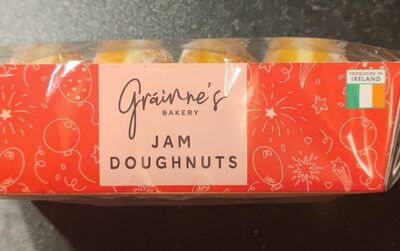 Gráinne's
BAKERY
JAM
DOUGHNUTS
PRODUCED IN
IRELAND